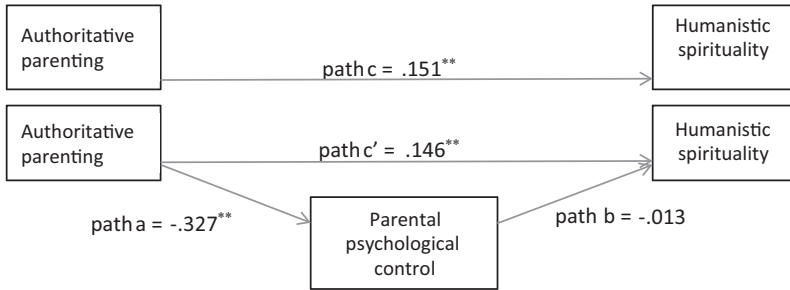 Authoritative
parenting
path c = .151**
Humanistic
spirituality
Authoritative
parenting
path c’ = .146**
Humanistic
spirituality
path a = -.327**
Parental
psychological
control
path b = -.013